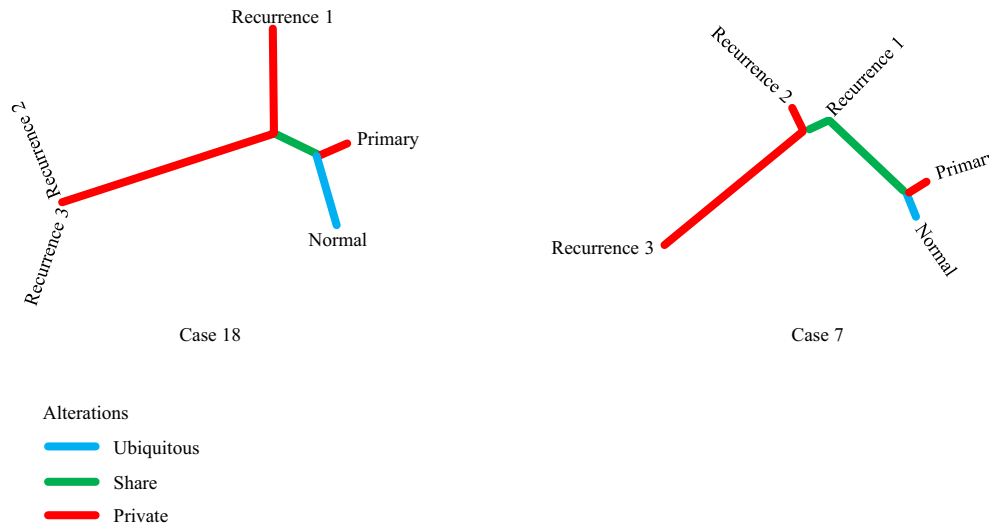 Recurrence 1
Primary
Recurrence 2
Recurrence 3
Normal
Case 18
Recurrence 2
Recurrence 1
Primary
Recurrence 3
Normal
Case 7
Alterations
Ubiquitous
Share
Private